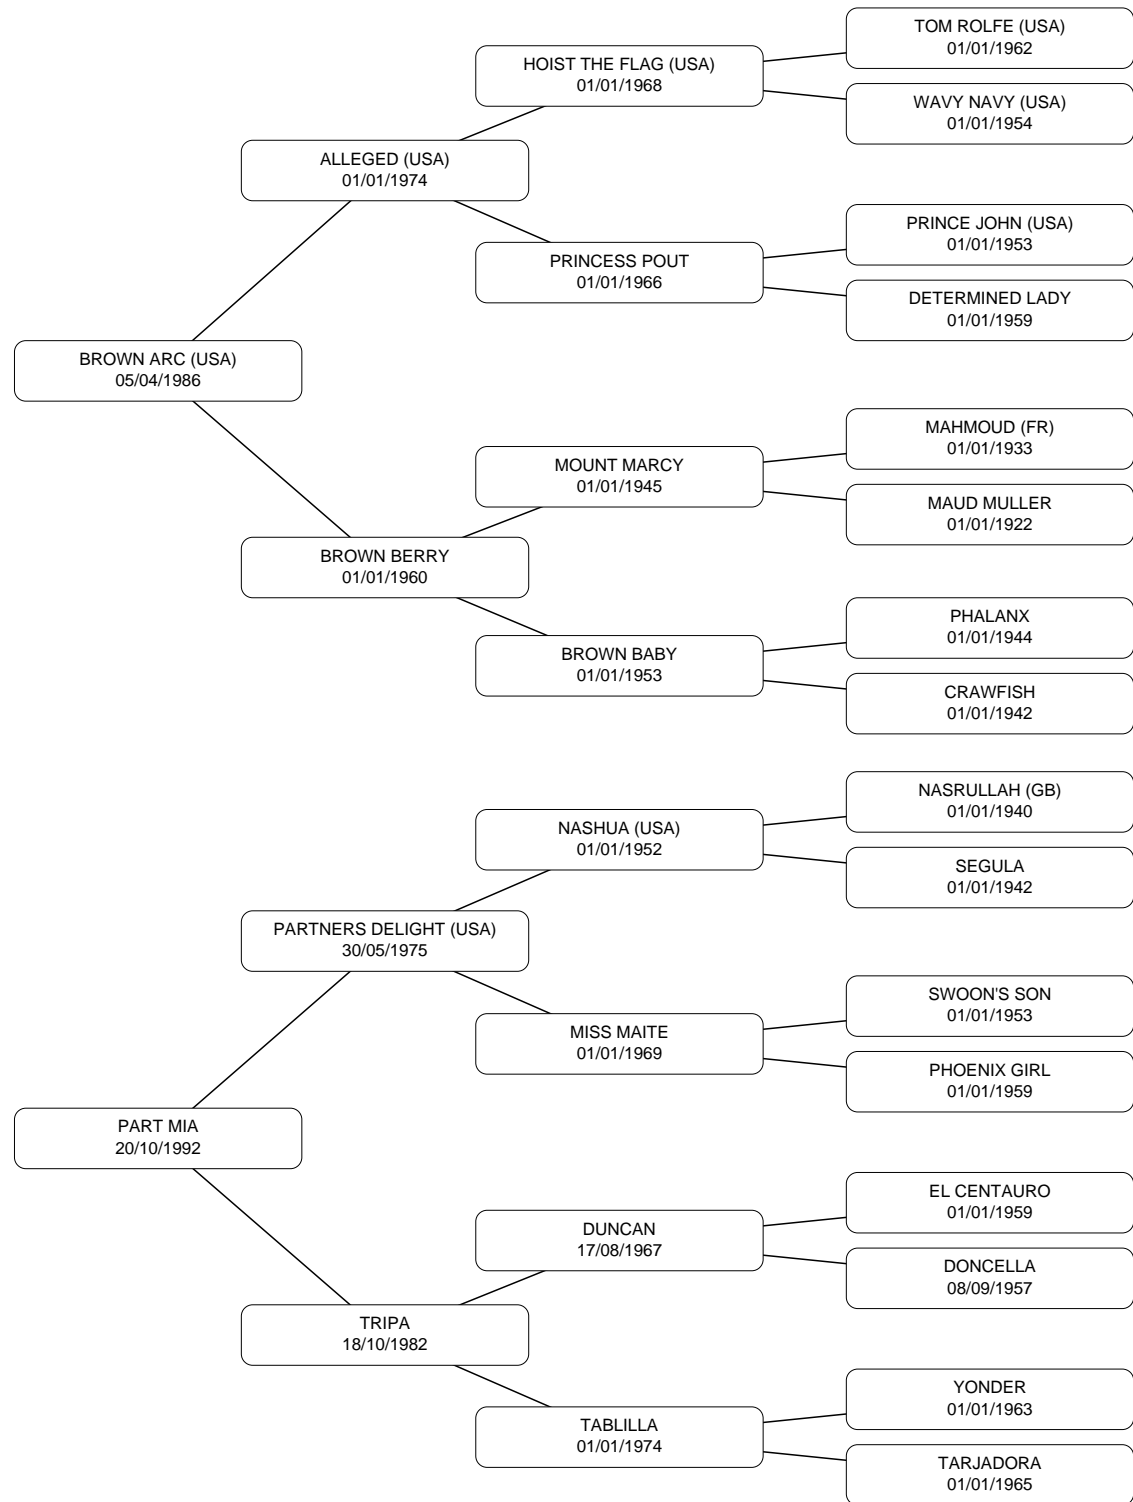 TOM ROLFE (USA)
01/01/1962
HOIST THE FLAG (USA)
01/01/1968
WAVY NAVY (USA)
01/01/1954
ALLEGED (USA)
01/01/1974
PRINCE JOHN (USA)
01/01/1953
PRINCESS POUT
01/01/1966
DETERMINED LADY
01/01/1959
BROWN ARC (USA)
05/04/1986
MAHMOUD (FR)
01/01/1933
MOUNT MARCY
01/01/1945
MAUD MULLER
01/01/1922
BROWN BERRY
01/01/1960
PHALANX
01/01/1944
BROWN BABY
01/01/1953
CRAWFISH
01/01/1942
NASRULLAH (GB)
01/01/1940
NASHUA (USA)
01/01/1952
SEGULA
01/01/1942
PARTNERS DELIGHT (USA)
30/05/1975
SWOON'S SON
01/01/1953
MISS MAITE
01/01/1969
PHOENIX GIRL
01/01/1959
PART MIA
20/10/1992
EL CENTAURO
01/01/1959
DUNCAN
17/08/1967
DONCELLA
08/09/1957
TRIPA
18/10/1982
YONDER
01/01/1963
TABLILLA
01/01/1974
TARJADORA
01/01/1965